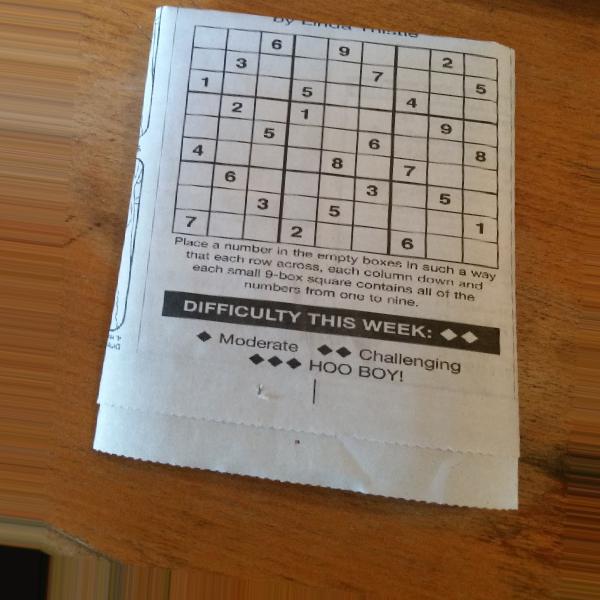 by Linda Thistle
6 9 2
3 7 5
1 5 4
2 1 9
5 6 8
4 8 7
6 3 5
3 5 1
7 2 6
Place a number in the empty boxes in such a way
that each row across, each column down and
each small 9-box square contains all of the
numbers from one to nine.
DIFFICULTY THIS WEEK: ◆◆
◆ Moderate ◆◆ Challenging
◆◆◆ HOO BOY!